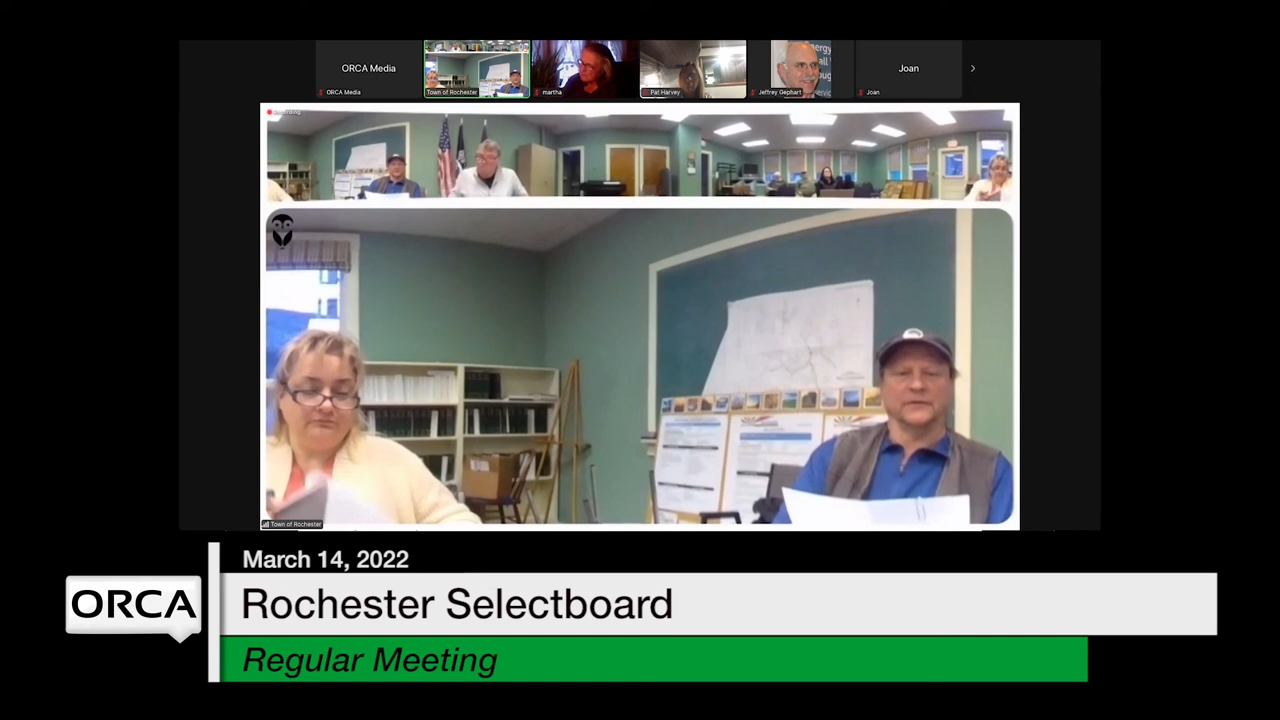 ORCA Media
Joan
ORCA Media
Town of Rochester
martha
Pat Harvey
Jeffrey Gephart
Joan
Town of Rochester
March 14, 2022
ORCA
Rochester Selectboard
Regular Meeting